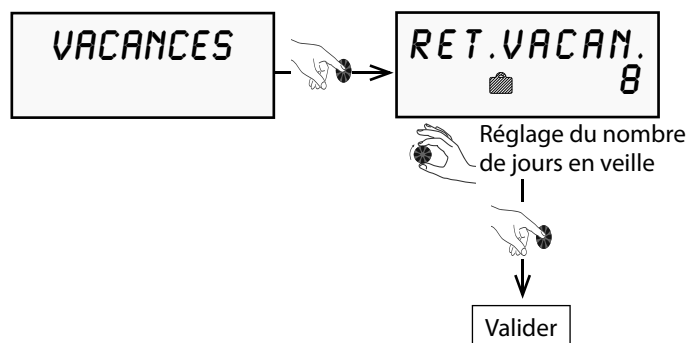 VACANCES
RET.VACAN.
8
Réglage du nombre
de jours en veille
Valider